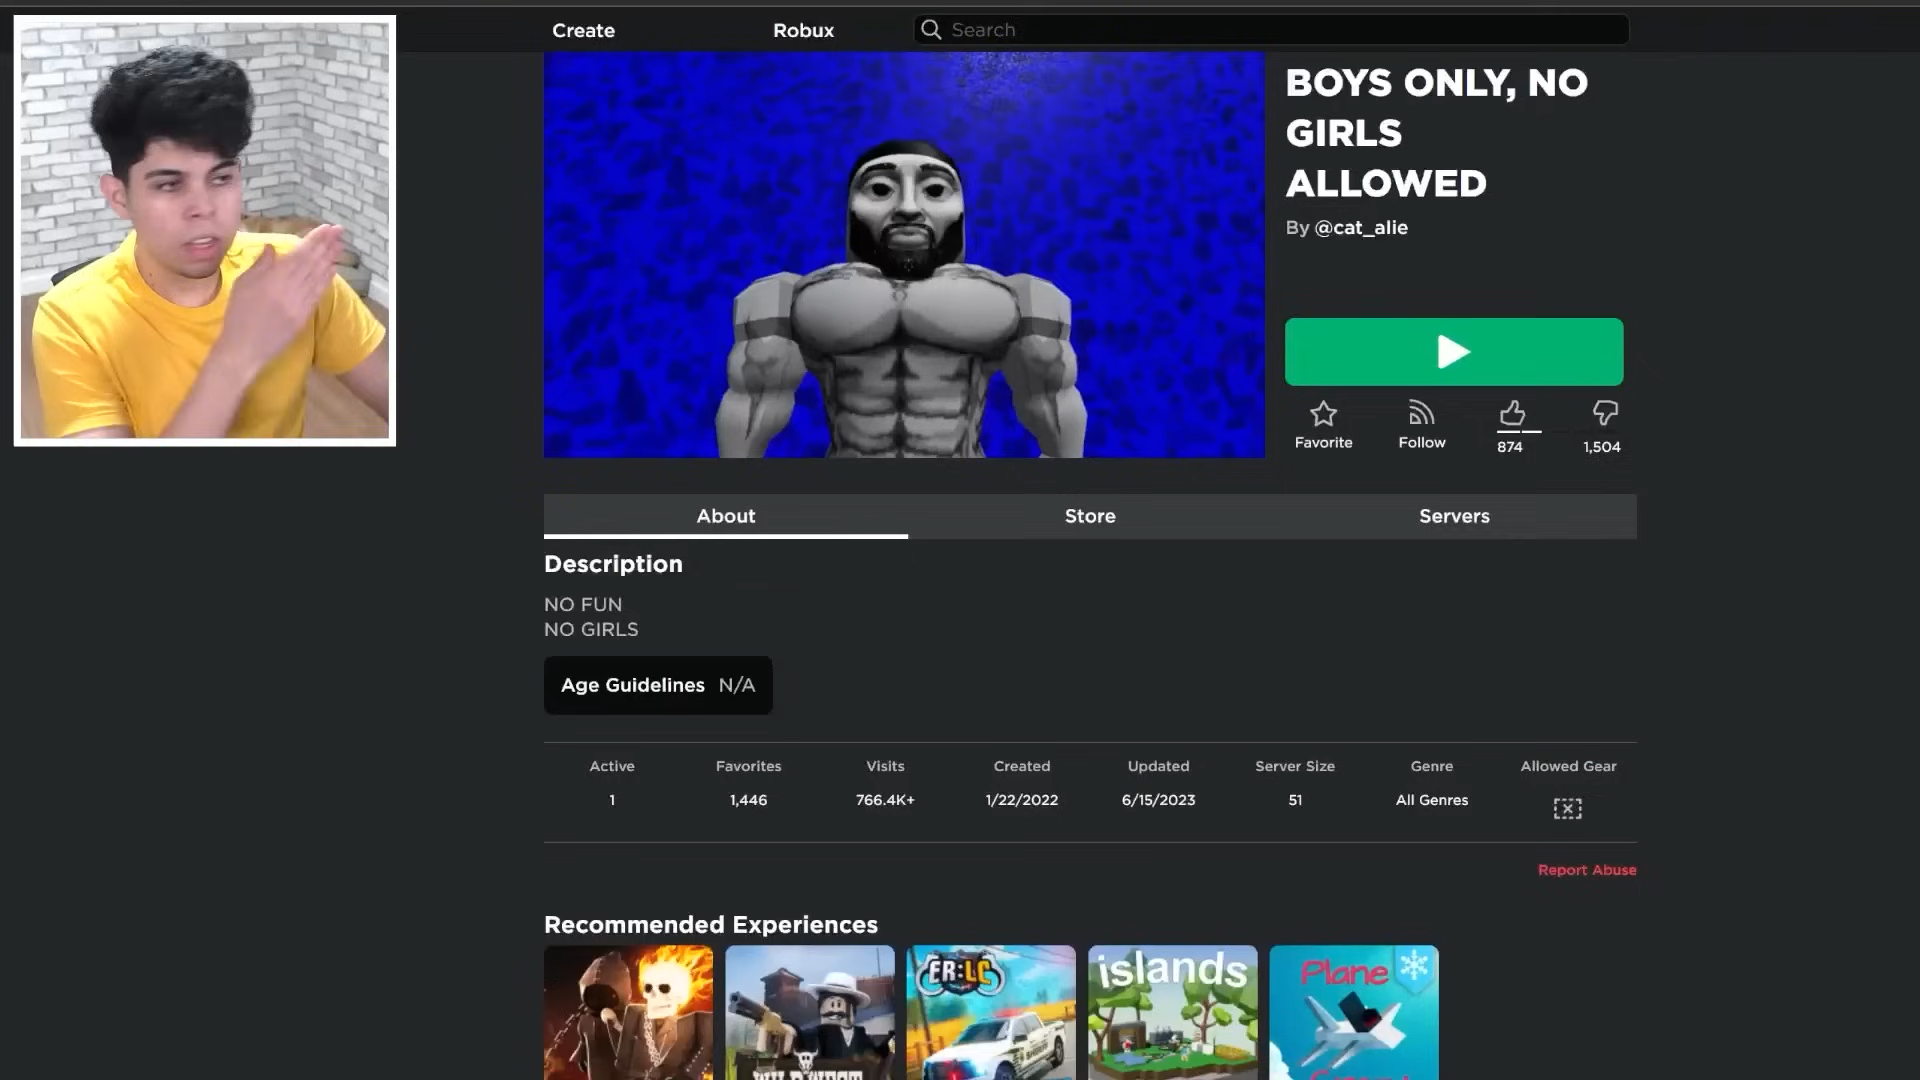 Create
Robux
Search
BOYS ONLY, NO
GIRLS
ALLOWED
By @cat_alie
Favorite
Follow
874
1,504
About
Store
Servers
Description
NO FUN
NO GIRLS
Age Guidelines N/A
Active
Favorites
Visits
Created
Updated
Server Size
Genre
Allowed Gear
1
1,446
766.4K+
1/22/2022
6/15/2023
51
All Genres
Report Abuse
Recommended Experiences
ER:LC
islands
Plane
WILD WEST